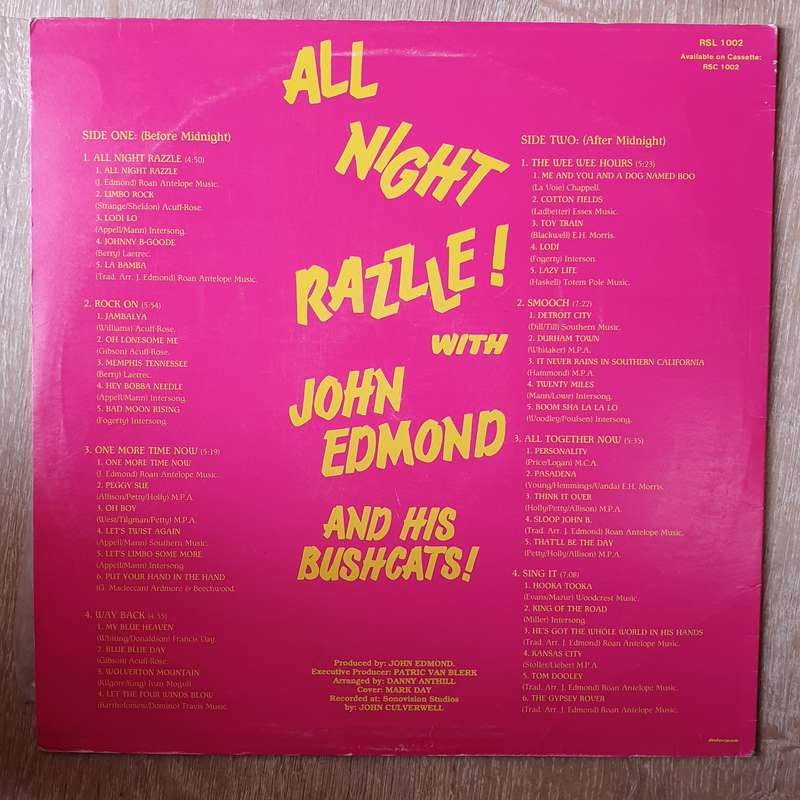 RSL 1002
Available on Cassette:
RSC 1002
ALL
NIGHT
RAZZLE!
WITH
JOHN
EDMOND
AND HIS
BUSHCATS!
SIDE ONE: (Before Midnight)
1. ALL NIGHT RAZZLE (4:50)
1. ALL NIGHT RAZZLE
(J. Edmond) Roan Antelope Music.
2. LIMBO ROCK
(Strange/Sheldon) Acuff-Rose.
3. LODI LO
(Appell/Mann) Intersong.
4. JOHNNY B-GOODE
(Berry) Laetrec.
5. LA BAMBA
(Trad. Arr. J. Edmond) Roan Antelope Music.
2. ROCK ON (5:54)
1. JAMBALYA
(Williams) Acuff-Rose.
2. OH LONESOME ME
(Gibson) Acuff-Rose.
3. MEMPHIS TENNESSEE
(Berry) Laetrec.
4. HEY BOBBA NEEDLE
(Appell/Mann) Intersong.
5. BAD MOON RISING
(Fogerty) Intersong.
3. ONE MORE TIME NOW (5:19)
1. ONE MORE TIME NOW
(J. Edmond) Roan Antelope Music.
2. PEGGY SUE
(Allison/Petty/Holly) M.P.A.
3. OH BOY
(West/Tilgman/Petty) M.P.A.
4. LET'S TWIST AGAIN
(Appell/Mann) Southern Music.
5. LET'S LIMBO SOME MORE
(Appell/Mann) Intersong
6. PUT YOUR HAND IN THE HAND
(G. Maclecan) Ardmore & Beechwood.
4. WAY BACK (4:55)
1. MY BLUE HEAVEN
(Whiting/Donaldson) Francis Day.
2. BLUE BLUE DAY
(Gibson) Acuff-Rose.
3. WOLVERTON MOUNTAIN
(Kilgore/King) Ivan Mogull.
4. LET THE FOUR WINDS BLOW
(Bartholomew/Domino) Travis Music.
SIDE TWO: (After Midnight)
1. THE WEE WEE HOURS (5:23)
1. ME AND YOU AND A DOG NAMED BOO
(La Voie) Chappell.
2. COTTON FIELDS
(Ledbetter) Essex Music.
3. TOY TRAIN
(Blackwell) E.H. Morris.
4. LODI
(Fogerty) Interson.
5. LAZY LIFE
(Haskell) Totem Pole Music.
2. SMOOCH (7:22)
1. DETROIT CITY
(Dill/Till) Southern Music.
2. DURHAM TOWN
(Whitaker) M.P.A.
3. IT NEVER RAINS IN SOUTHERN CALIFORNIA
(Hammond) M.P.A.
4. TWENTY MILES
(Mann/Lowe) Intersong.
5. BOOM SHA LA LA LO
(Woodley/Poulsen) Intersong.
3. ALL TOGETHER NOW (5:35)
1. PERSONALITY
(Price/Logan) M.C.A.
2. PASADENA
(Young/Hemmings/Vanda) E.H. Morris.
3. THINK IT OVER
(Holly/Petty/Allison) M.P.A.
4. SLOOP JOHN B.
(Trad. Arr. J. Edmond) Roan Antelope Music.
5. THAT'LL BE THE DAY
(Petty/Holly/Allison) M.P.A.
4. SING IT (7:08)
1. HOOKA TOOKA
(Evans/Mazur) Woodcrest Music.
2. KING OF THE ROAD
(Miller) Intersong.
3. HE'S GOT THE WHOLE WORLD IN HIS HANDS
(Trad. Arr. J. Edmond) Roan Antelope Music.
4. KANSAS CITY
(Stoller/Lieber) M.P.A.
5. TOM DOOLEY
(Trad. Arr. J. Edmond) Roan Antelope Music.
6. THE GYPSEY ROVER
(Trad. Arr. J. Edmond) Roan Antelope Music.
Produced by: JOHN EDMOND.
Executive Producer: PATRIC VAN BLERK
Arranged by: DANNY ANTHILL
Cover: MARK DAY
Recorded at: Sonovision Studios
by: JOHN CULVERWELL